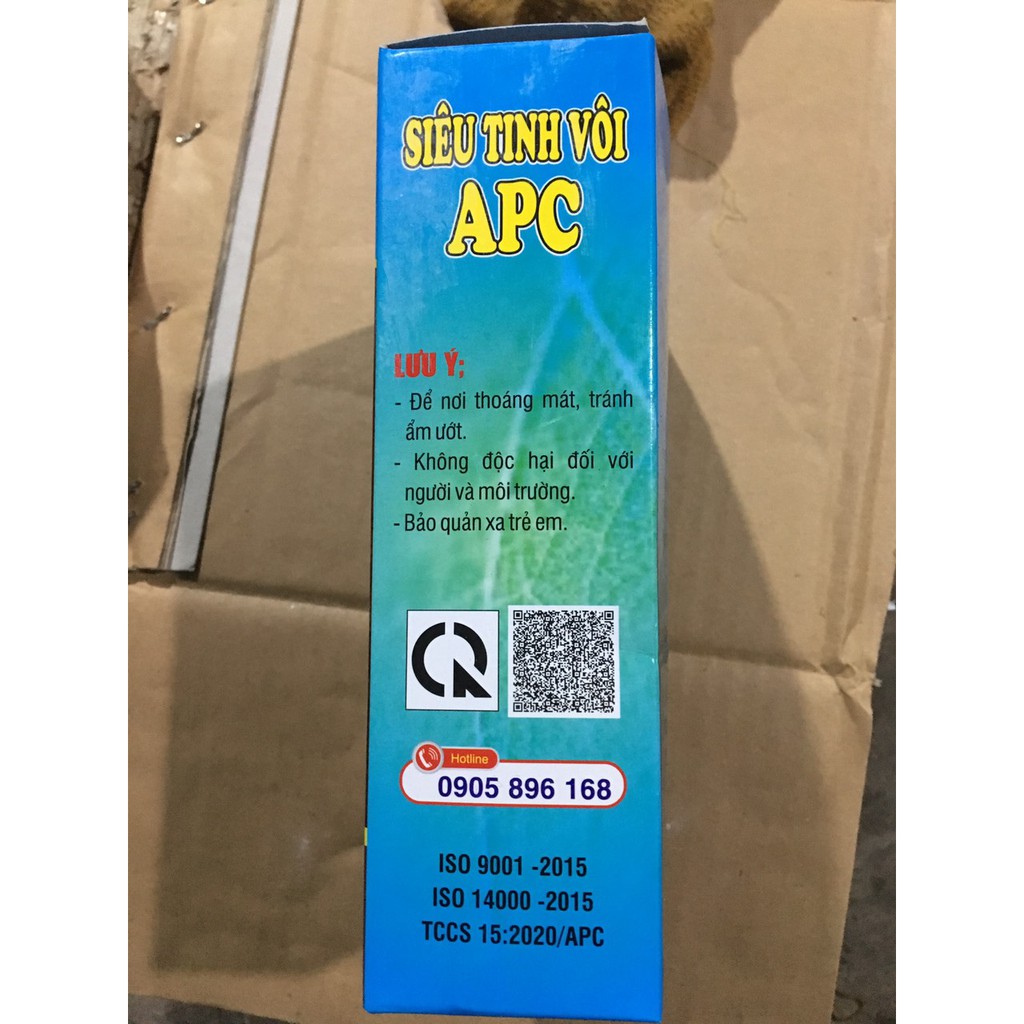 SIÊU TINH VÔI
APC
LƯU Ý;
- Để nơi thoáng mát, tránh
ẩm ướt.
- Không độc hại đối với
người và môi trường.
- Bảo quản xa trẻ em.
CR
Hotline
0905 896 168
ISO 9001 -2015
ISO 14000 -2015
TCCS 15:2020/APC